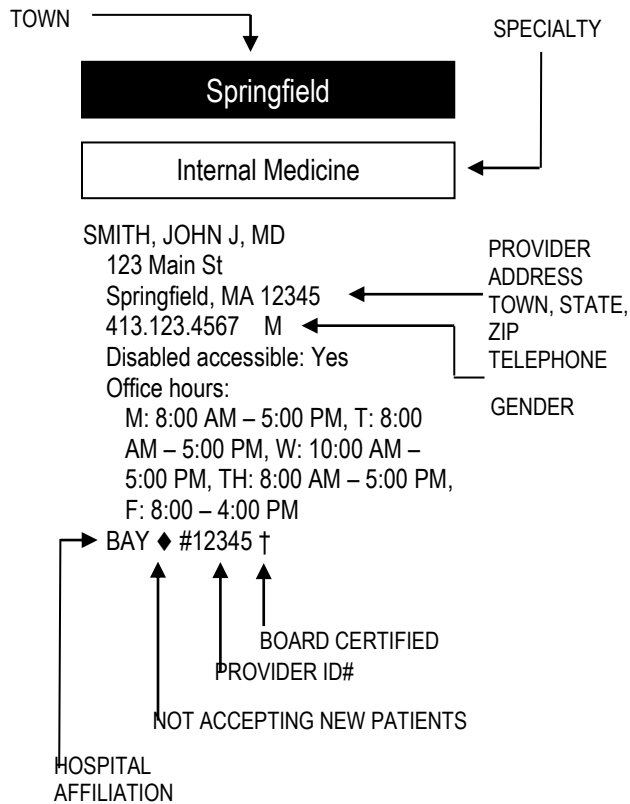 TOWN
SPECIALTY
Springfield
Internal Medicine
SMITH, JOHN J, MD
123 Main St
Springfield, MA 12345
413.123.4567 M
Disabled accessible: Yes
Office hours:
M: 8:00 AM – 5:00 PM, T: 8:00
AM – 5:00 PM, W: 10:00 AM –
5:00 PM, TH: 8:00 AM – 5:00 PM,
F: 8:00 – 4:00 PM
BAY ♦ #12345 †
PROVIDER
ADDRESS
TOWN, STATE,
ZIP
TELEPHONE
GENDER
BOARD CERTIFIED
PROVIDER ID#
NOT ACCEPTING NEW PATIENTS
HOSPITAL
AFFILIATION